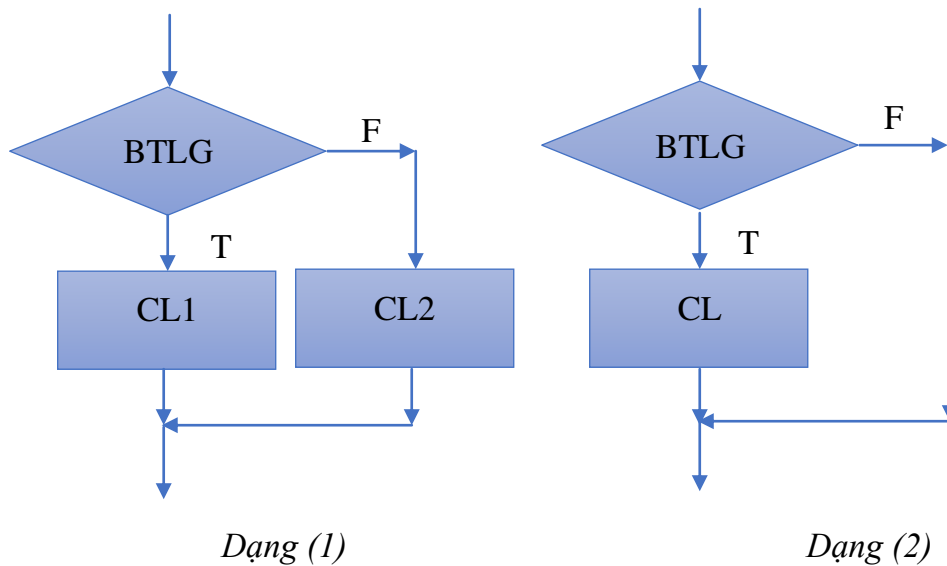 F
F
BTLG
BTLG
T
T
CL1
CL2
CL
Dạng (1)
Dạng (2)